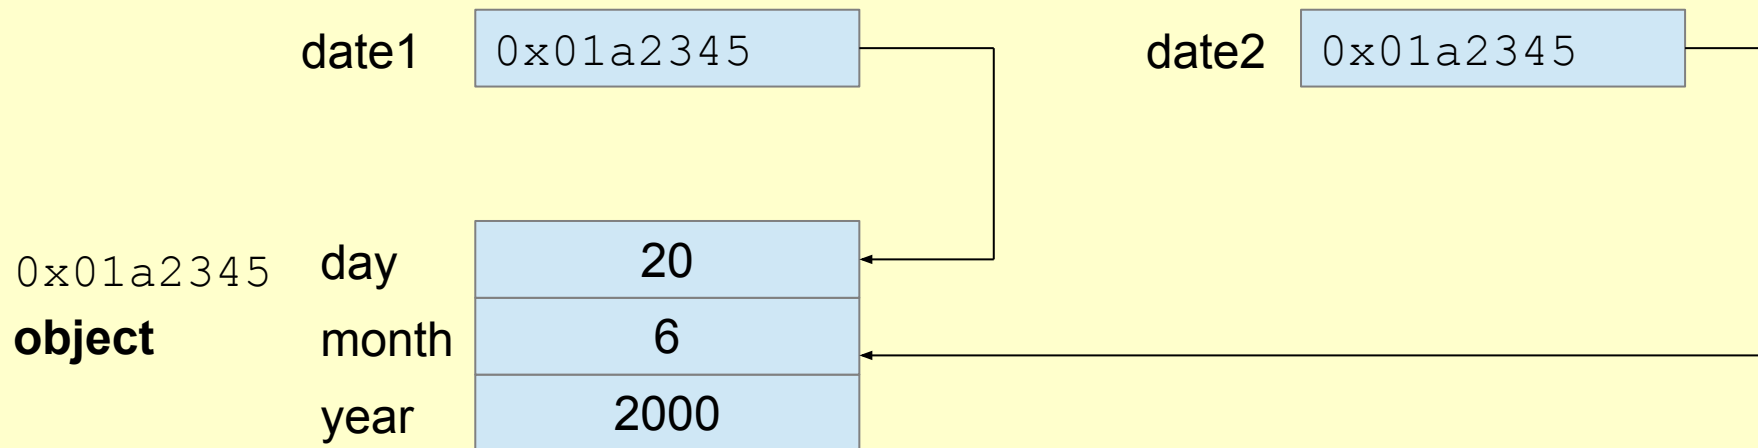 date1 0x01a2345 date2 0x01a2345
0x01a2345 day 20
object month 6
year 2000